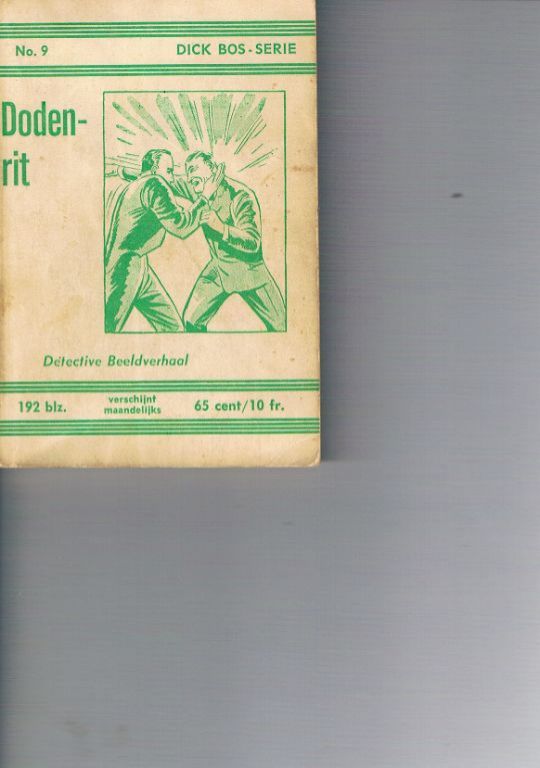 No. 9 DICK BOS - SERIE
Doden-
rit
Detective Beeldverhaal
192 blz. verschijnt maandelijks 65 cent/10 fr.